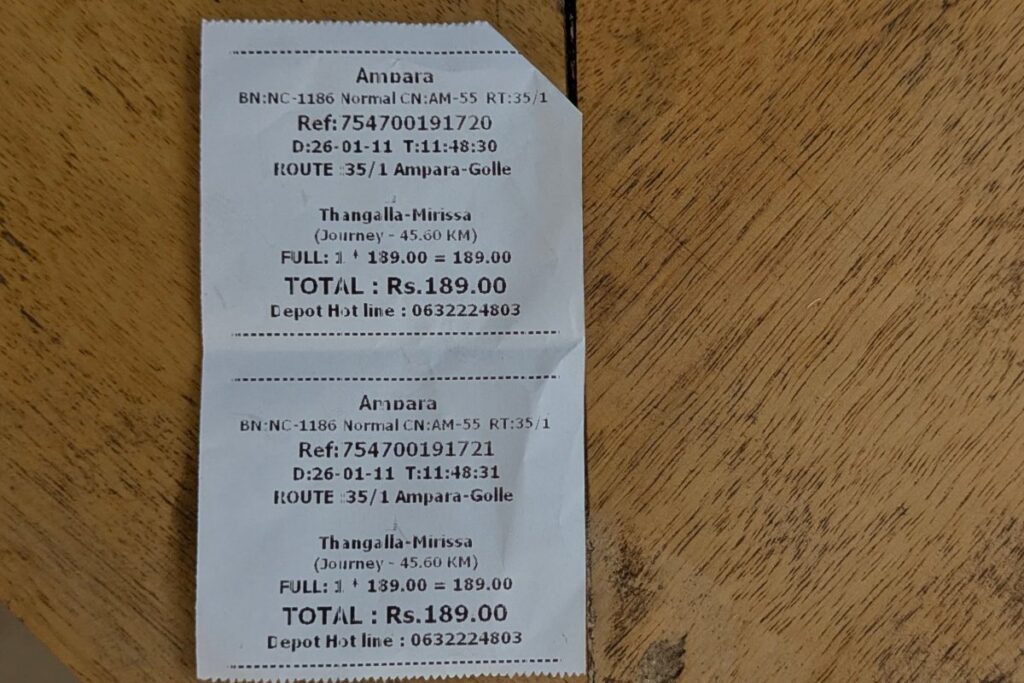 Ampara
BN:NC-1186 Normal CN:AM-55 RT:35/1
Ref:754700191720
D:26-01-11 T:11:48:30
ROUTE :35/1 Ampara-Golle
Thangalla-Mirissa
(Journey - 45.60 KM)
FULL: 1 * 189.00 = 189.00
TOTAL : Rs.189.00
Depot Hot line : 0632224803
Ampara
BN:NC-1186 Normal CN:AM-55 RT:35/1
Ref:754700191721
D:26-01-11 T:11:48:31
ROUTE :35/1 Ampara-Golle
Thangalla-Mirissa
(Journey - 45.60 KM)
FULL: 1 * 189.00 = 189.00
TOTAL : Rs.189.00
Depot Hot line : 0632224803